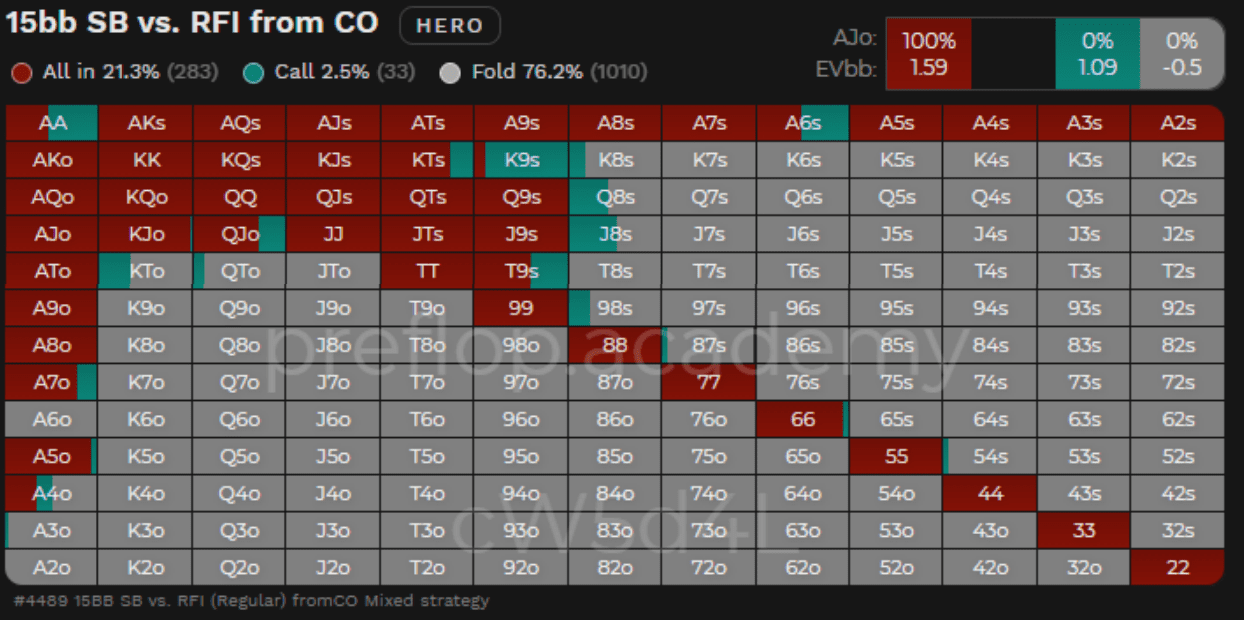 15bb SB vs. RFI from CO HERO
All in 21.3% (283) Call 2.5% (33) Fold 76.2% (1010)
AJo: 100% 0% 0%
EVbb: 1.59 1.09 -0.5
AA AKs AQs AJs ATs A9s A8s A7s A6s A5s A4s A3s A2s
AKo KK KQs KJs KTs K9s K8s K7s K6s K5s K4s K3s K2s
AQo KQo QQ QJs QTs Q9s Q8s Q7s Q6s Q5s Q4s Q3s Q2s
AJo KJo QJo JJ JTs J9s J8s J7s J6s J5s J4s J3s J2s
ATo KTo QTo JTo TT T9s T8s T7s T6s T5s T4s T3s T2s
A9o K9o Q9o J9o T9o 99 98s 97s 96s 95s 94s 93s 92s
A8o K8o Q8o J8o T8o 98o 88 87s 86s 85s 84s 83s 82s
preflop.academy
A7o K7o Q7o J7o T7o 97o 87o 77 76s 75s 74s 73s 72s
A6o K6o Q6o J6o T6o 96o 86o 76o 66 65s 64s 63s 62s
A5o K5o Q5o J5o T5o 95o 85o 75o 65o 55 54s 53s 52s
A4o K4o Q4o J4o T4o 94o 84o 74o 64o 54o 44 43s 42s
cW5d4L
A3o K3o Q3o J3o T3o 93o 83o 73o 63o 53o 43o 33 32s
A2o K2o Q2o J2o T2o 92o 82o 72o 62o 52o 42o 32o 22
#4489 15BB SB vs. RFI (Regular) fromCO Mixed strategy